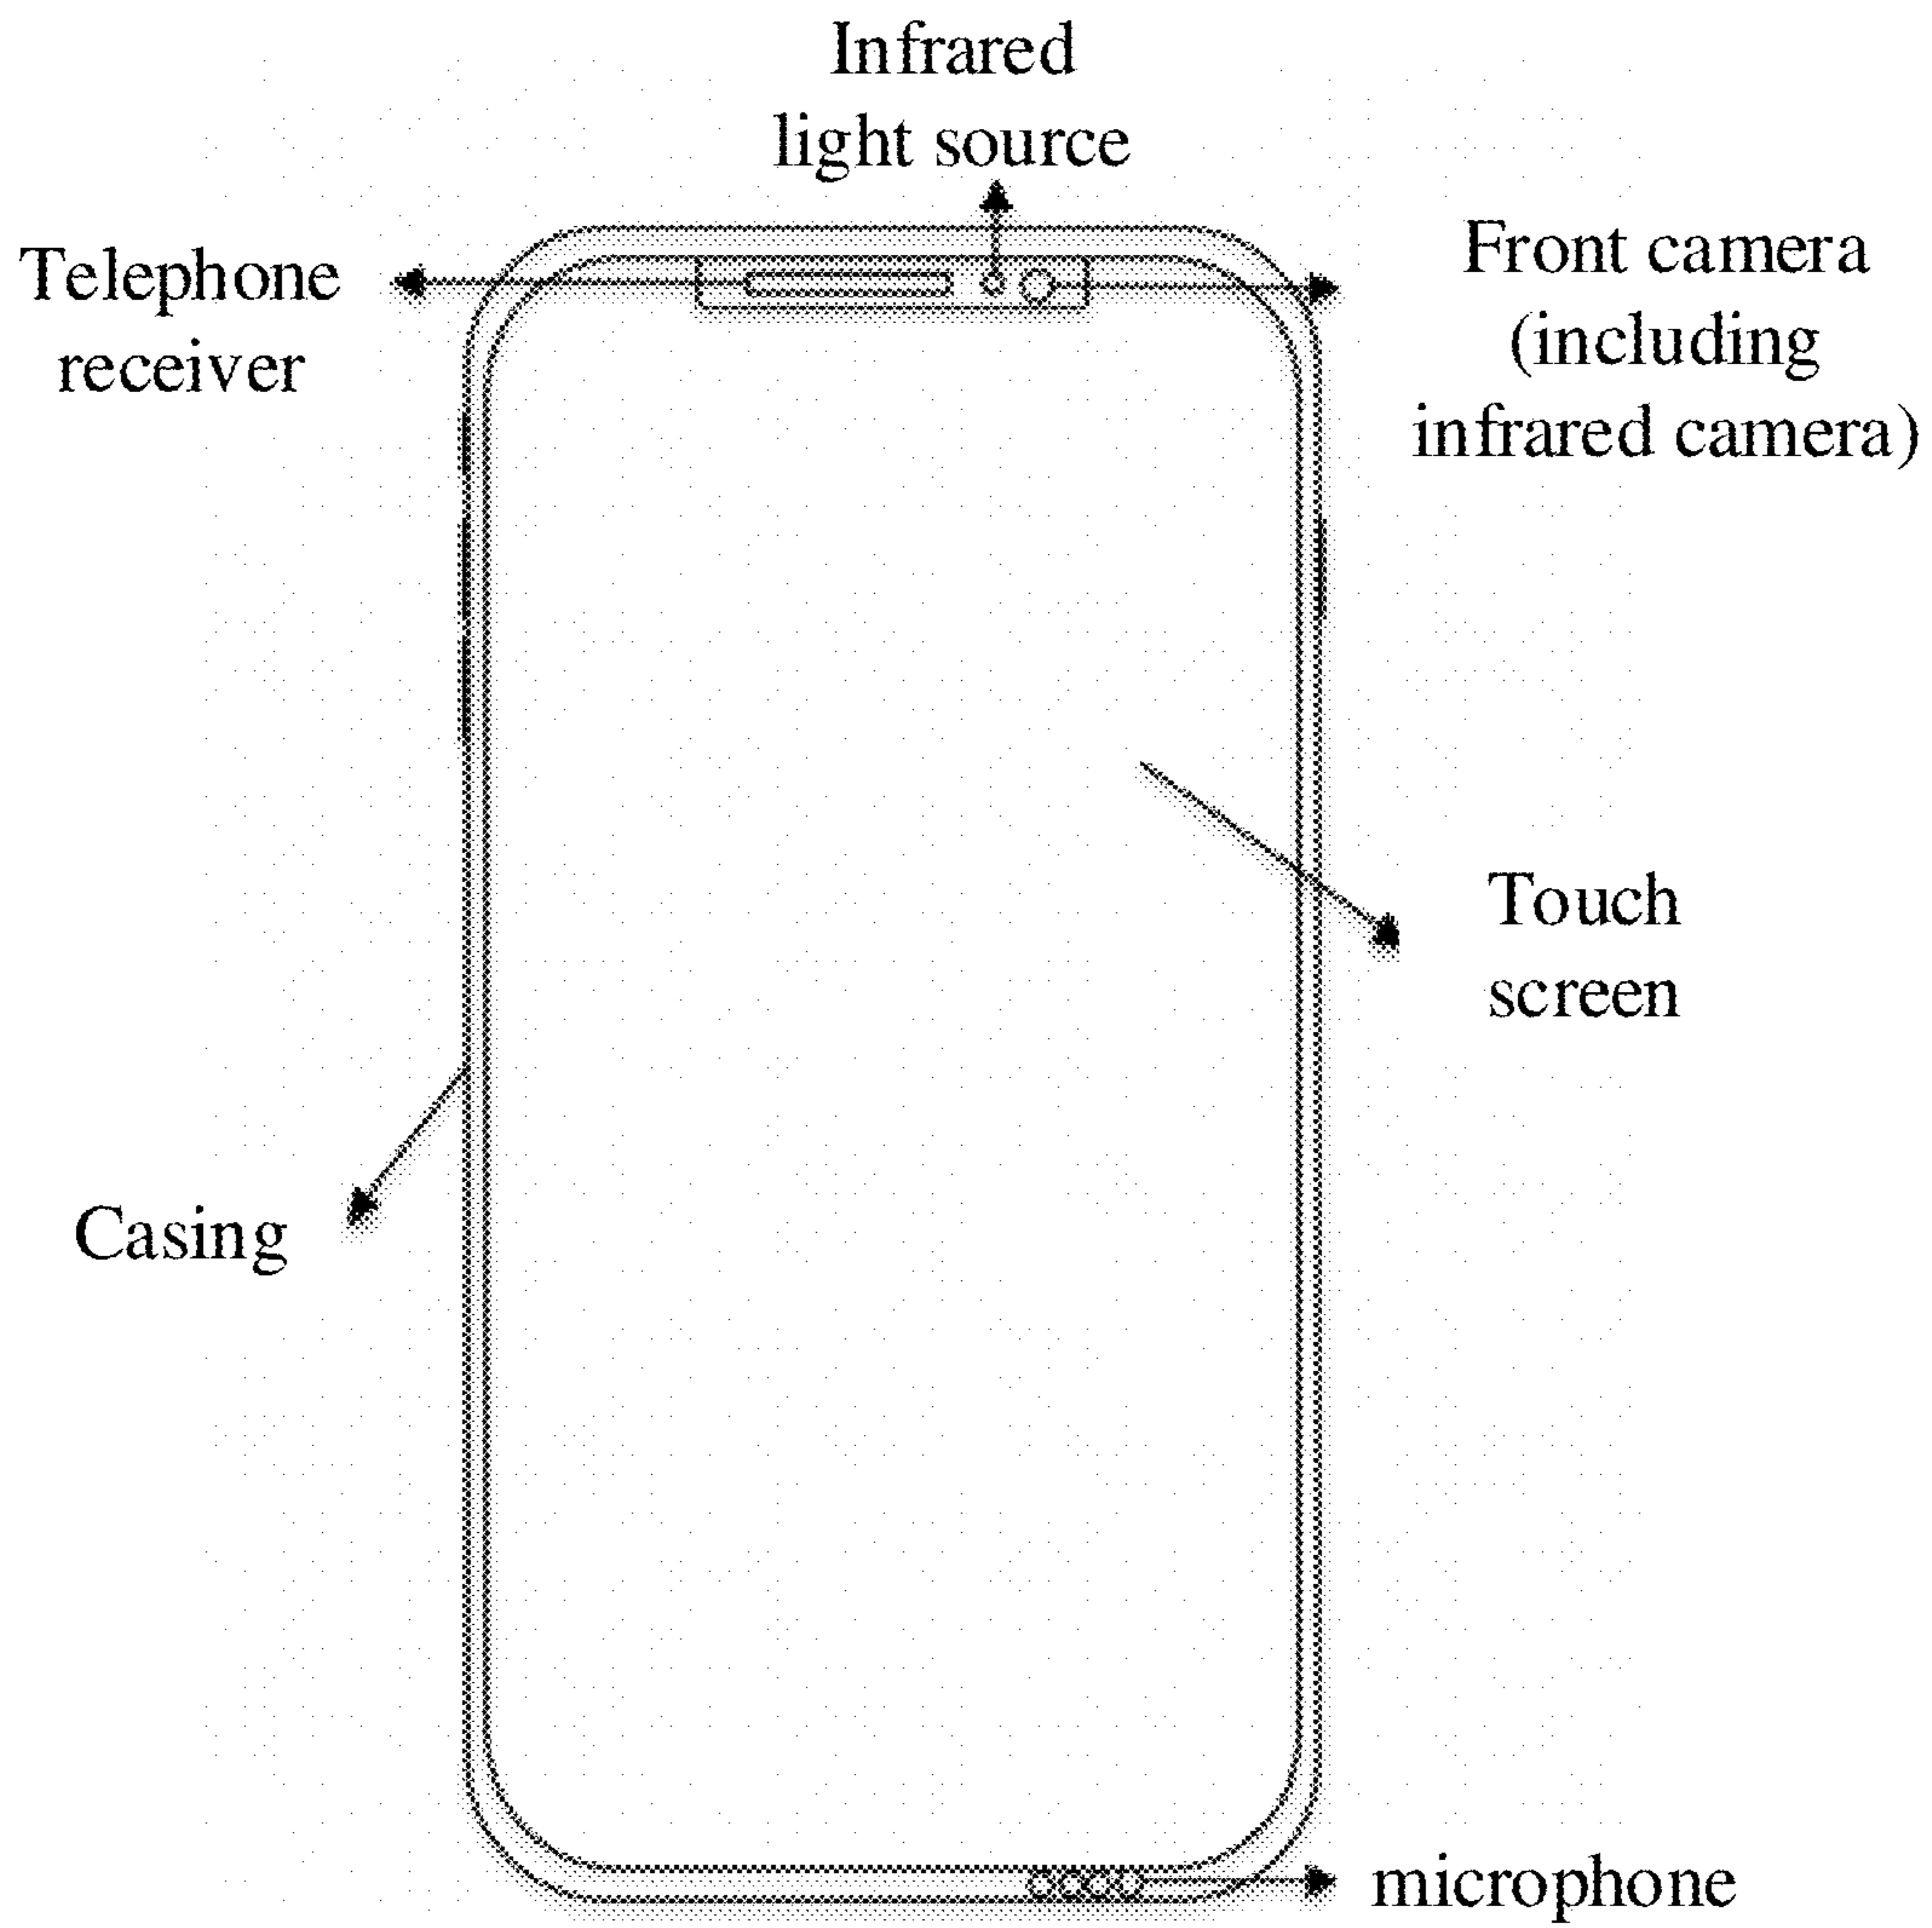 Infrared
light source
Telephone
receiver
Front camera
(including
infrared camera)
Touch
screen
Casing
microphone